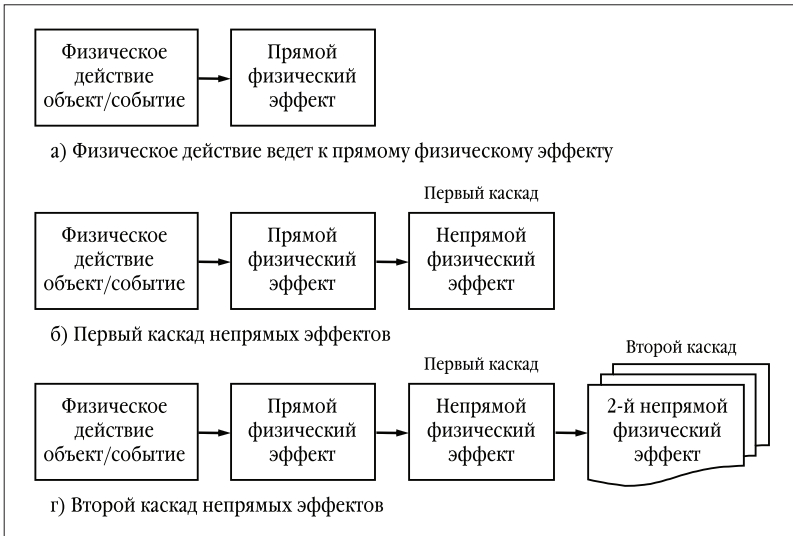 Физическое
действие
объект/событие
Прямой
физический
эффект
а) Физическое действие ведет к прямому физическому эффекту
Первый каскад
Физическое
действие
объект/событие
Прямой
физический
эффект
Непрямой
физический
эффект
б) Первый каскад непрямых эффектов
Первый каскад
Второй каскад
Физическое
действие
объект/событие
Прямой
физический
эффект
Непрямой
физический
эффект
2-й непрямой
физический
эффект
г) Второй каскад непрямых эффектов